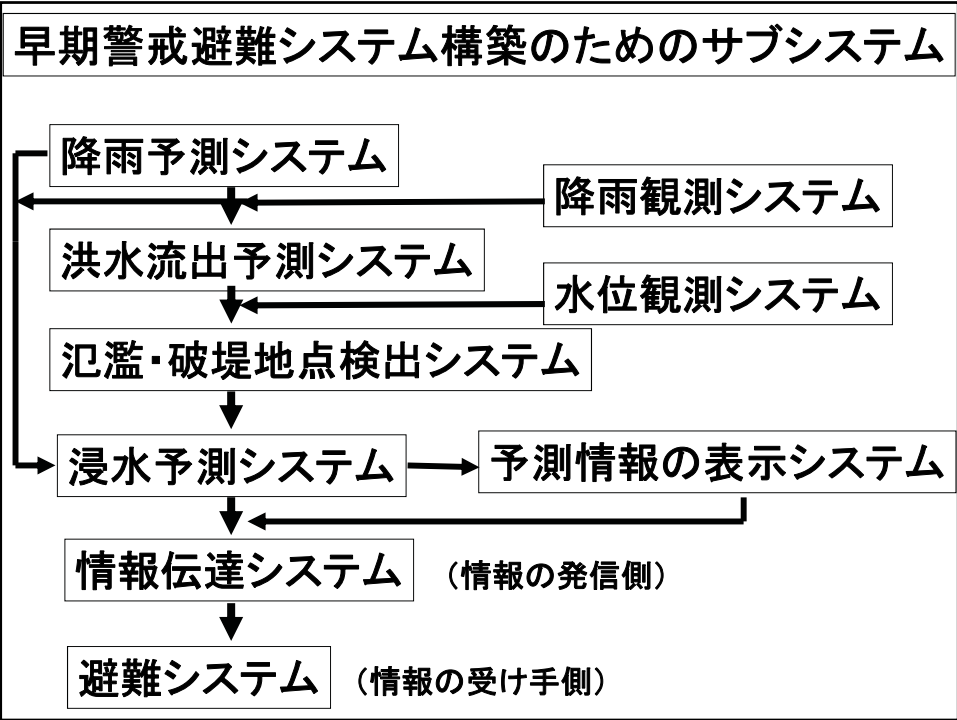 早期警戒避難システム構築のためのサブシステム
降雨予測システム
降雨観測システム
洪水流出予測システム
水位観測システム
氾濫・破堤地点検出システム
浸水予測システム
予測情報の表示システム
情報伝達システム
（情報の発信側）
避難システム
（情報の受け手側）